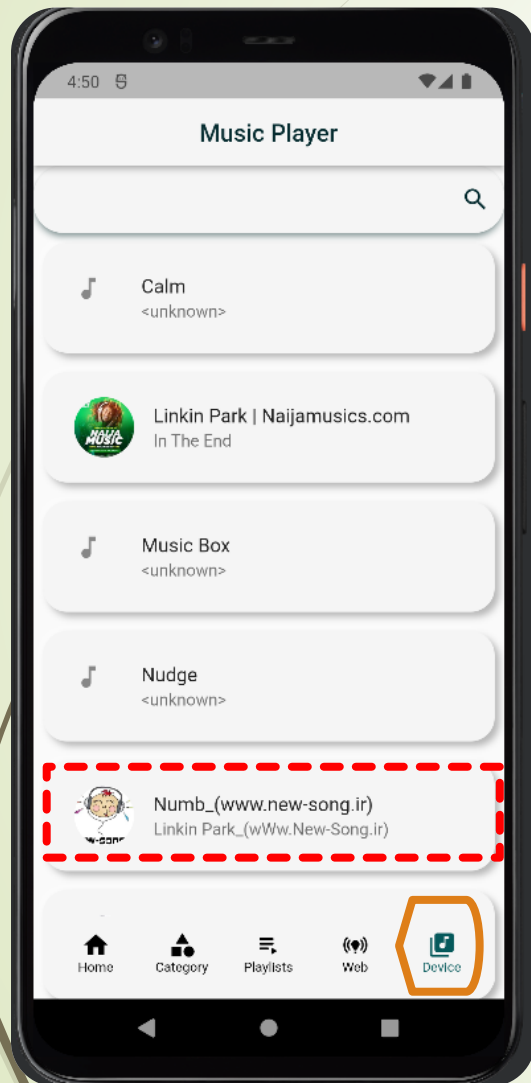 4:50
Music Player
Calm
<unknown>
Linkin Park | Naijamusics.com
In The End
NAIJA
MUSIC
Music Box
<unknown>
Nudge
<unknown>
Numb_(www.new-song.ir)
Linkin Park_(wWw.New-Song.ir)
W-SONG
Home Category Playlists Web Device